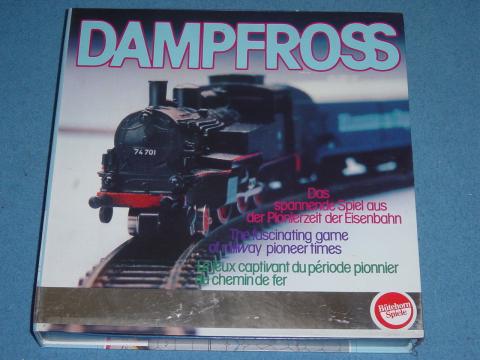 DAMPFROSS
74 701
Das
spannende Spiel aus
der Pionierzeit der Eisenbahn
The fascinating game
of railway pioneer times
Un jeux captivant du période pionnier
du chemin de fer
Bütehorn
Spiele